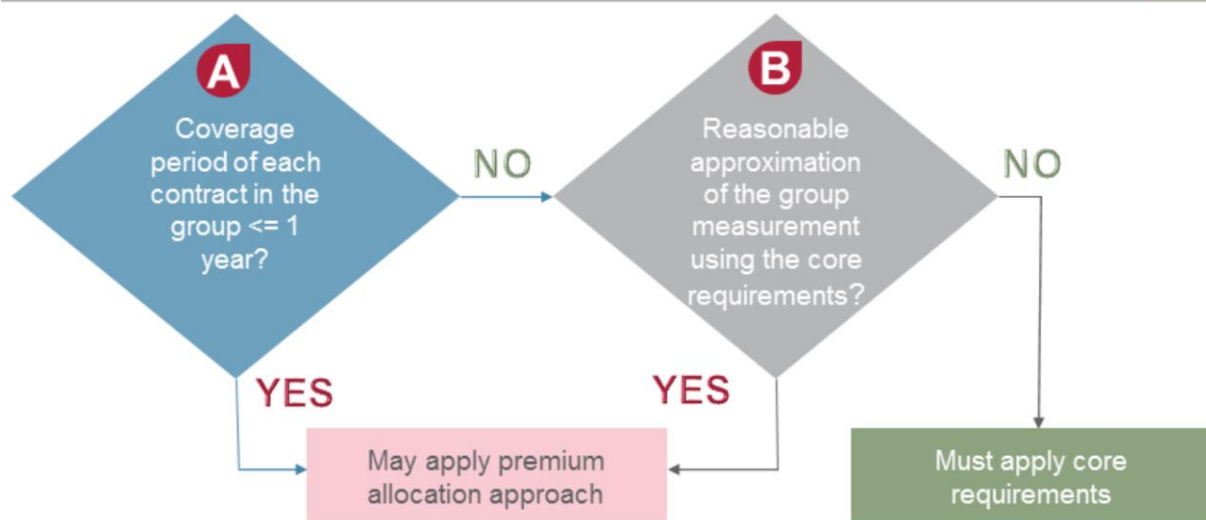 A
Coverage
period of each
contract in the
group <= 1
year?
NO
B
Reasonable
approximation
of the group
measurement
using the core
requirements?
NO
YES
YES
May apply premium
allocation approach
Must apply core
requirements